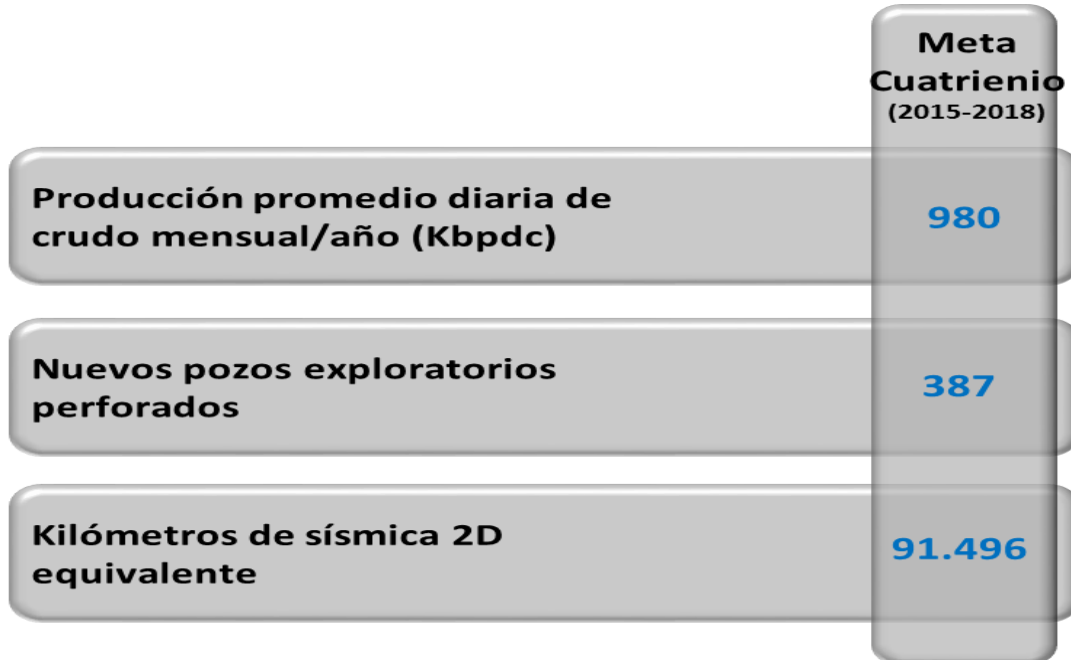 Meta
Cuatrienio
(2015-2018)
Producción promedio diaria de
crudo mensual/año (Kbpdc)
980
Nuevos pozos exploratorios
perforados
387
Kilómetros de sísmica 2D
equivalente
91.496